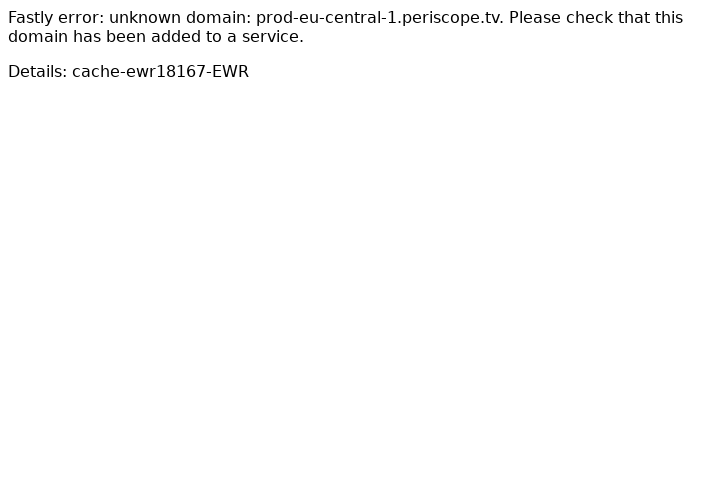 Fastly error: unknown domain: prod-eu-central-1.periscope.tv. Please check that this
domain has been added to a service.
Details: cache-ewr18167-EWR